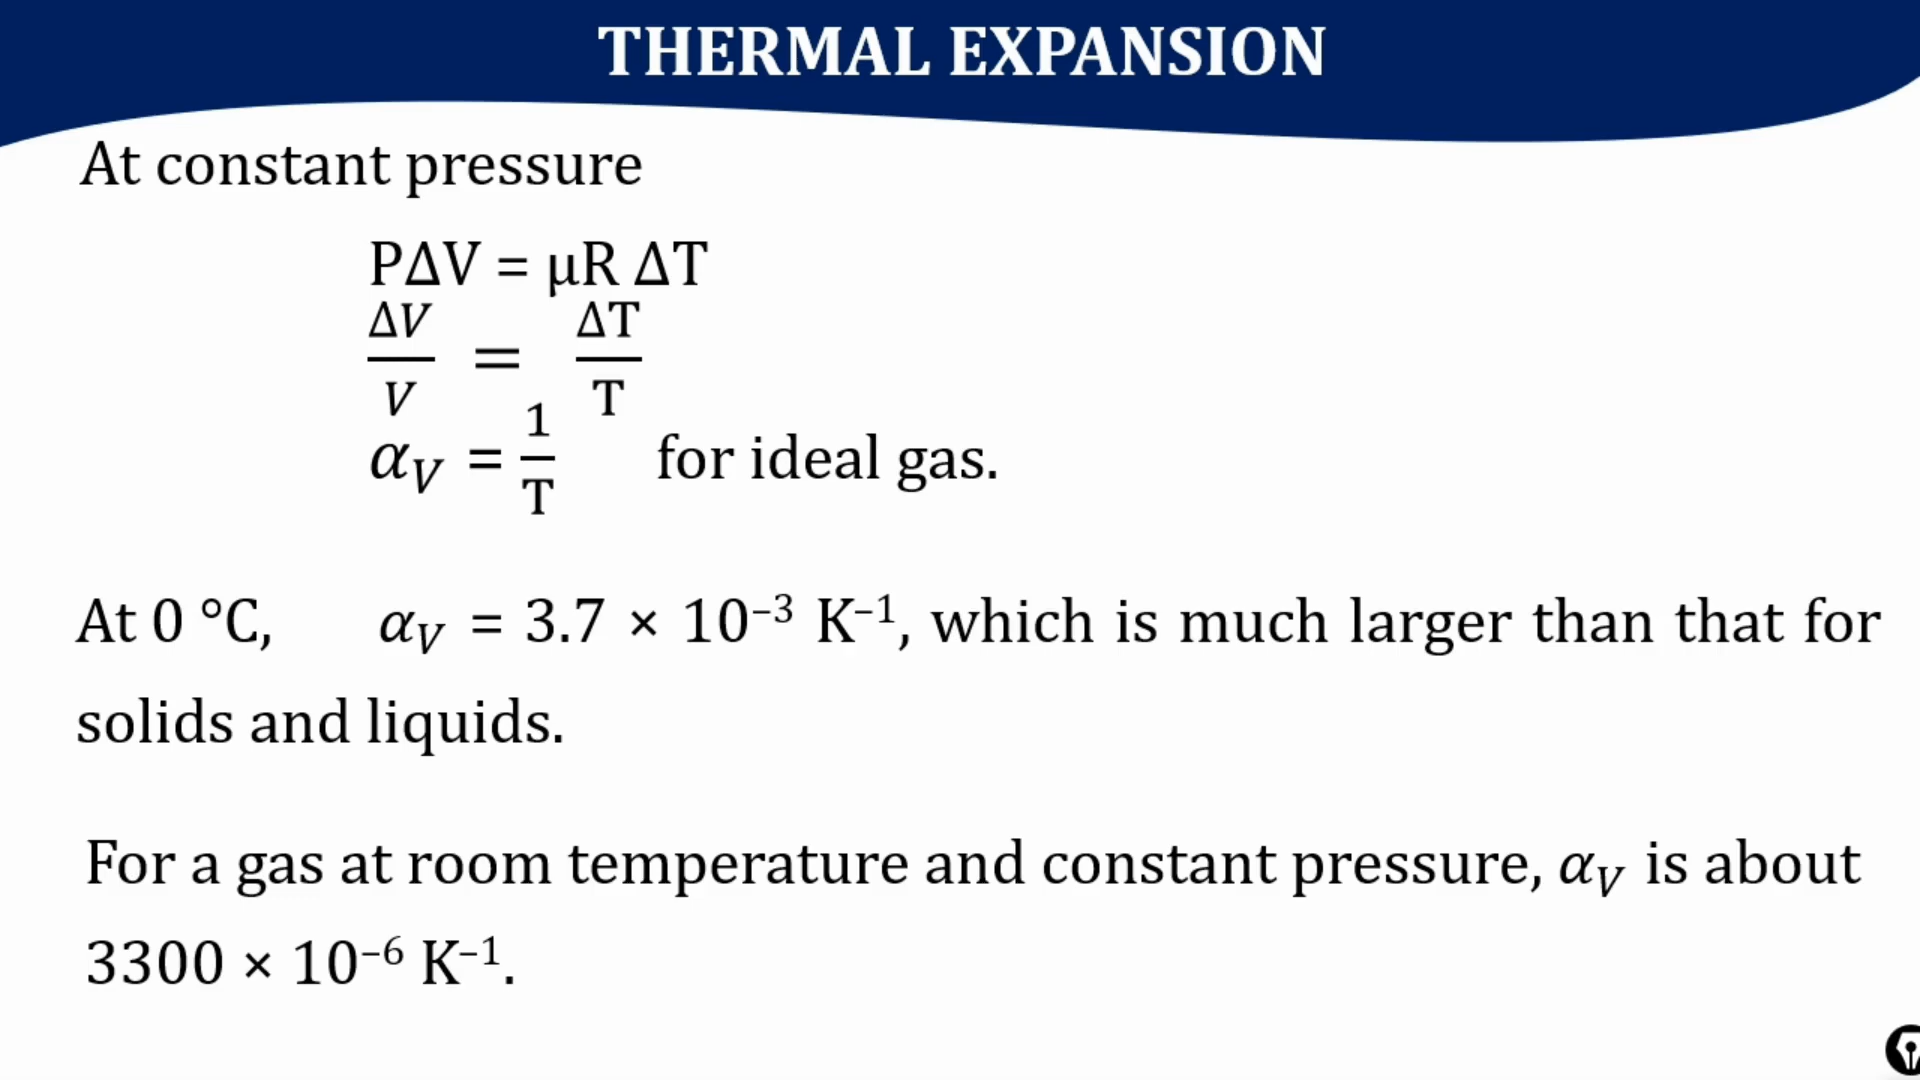 THERMAL EXPANSION
At constant pressure
PΔV = μR ΔT
ΔV/V = ΔT/T
α_V = 1/T for ideal gas.
At 0 °C, α_V = 3.7 × 10⁻³ K⁻¹, which is much larger than that for
solids and liquids.
For a gas at room temperature and constant pressure, α_V is about
3300 × 10⁻⁶ K⁻¹.